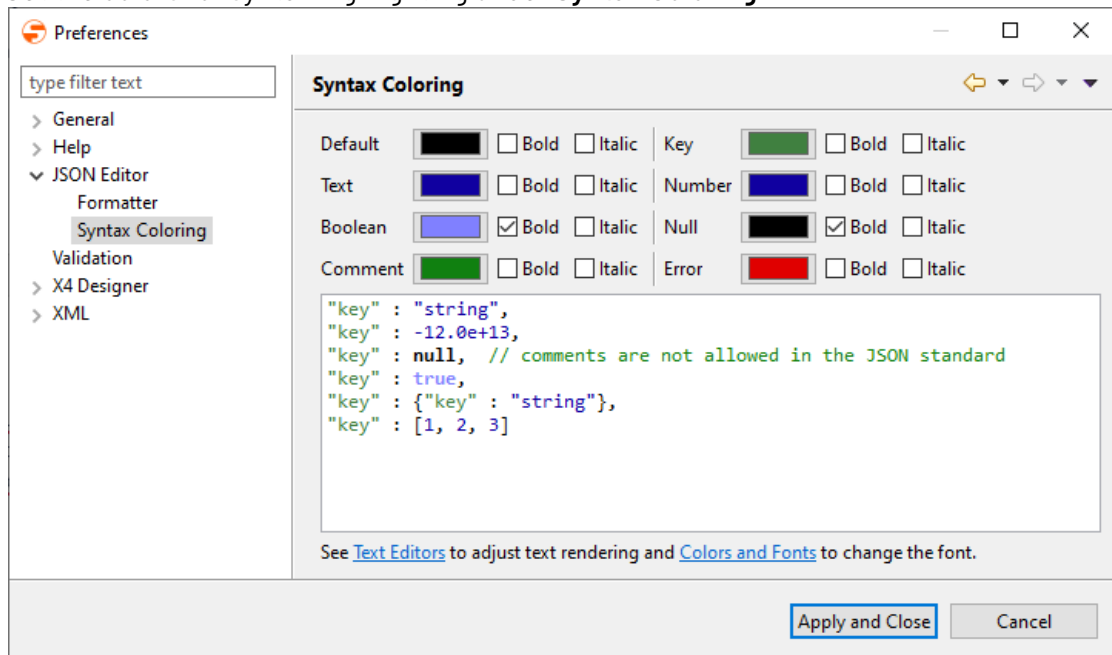 Preferences
type filter text
General
Help
JSON Editor
Formatter
Syntax Coloring
Validation
X4 Designer
XML
Syntax Coloring
Default Bold Italic Key Bold Italic
Text Bold Italic Number Bold Italic
Boolean Bold Italic Null Bold Italic
Comment Bold Italic Error Bold Italic
"key" : "string",
"key" : -12.0e+13,
"key" : null, // comments are not allowed in the JSON standard
"key" : true,
"key" : {"key" : "string"},
"key" : [1, 2, 3]
See Text Editors to adjust text rendering and Colors and Fonts to change the font.
Apply and Close Cancel